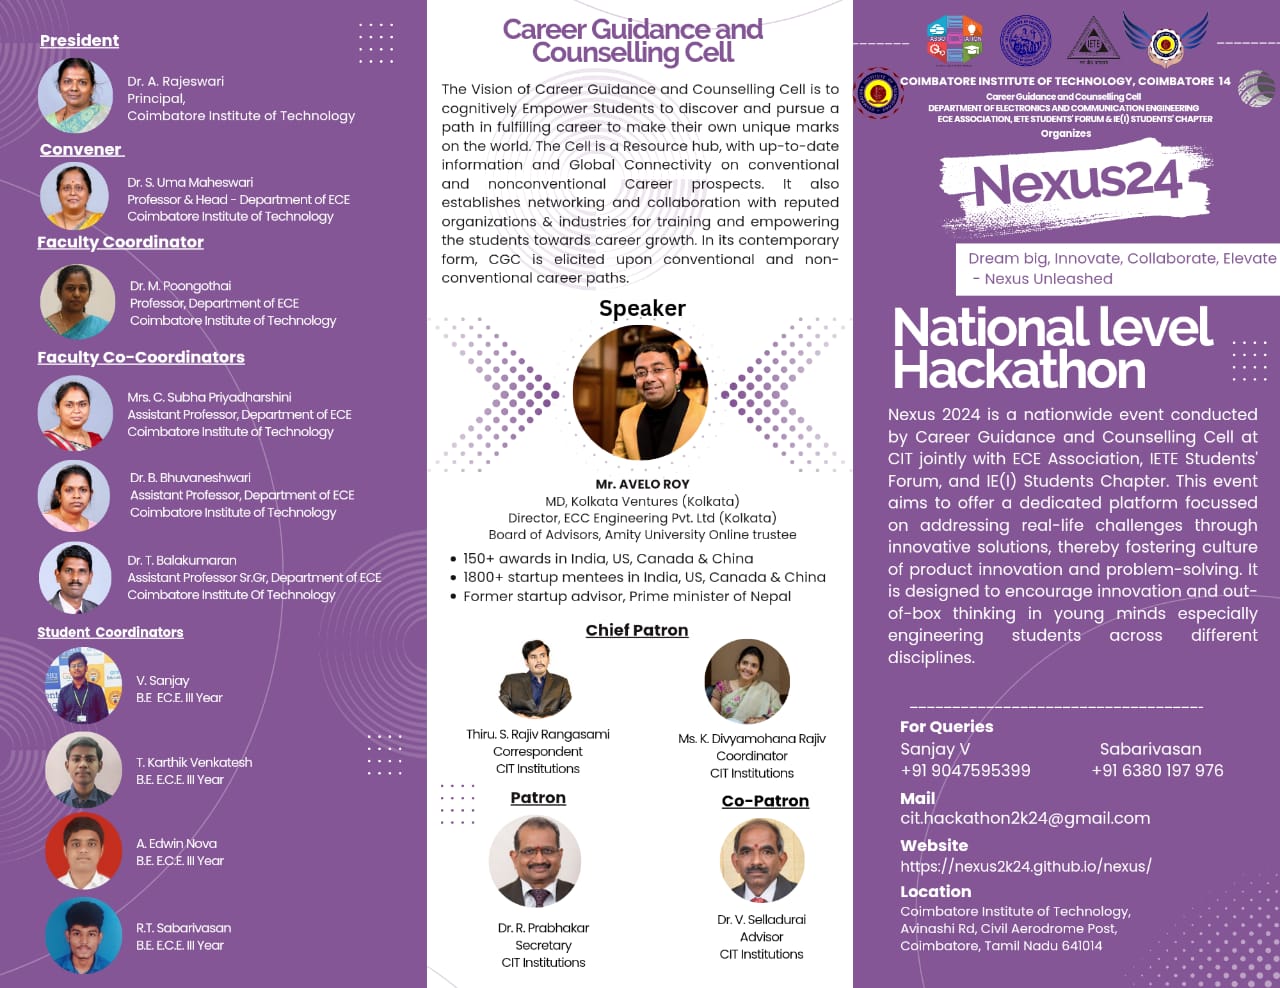 President
Dr. A. Rajeswari
Principal,
Coimbatore Institute of Technology
Convener
Dr. S. Uma Maheswari
Professor & Head - Department of ECE
Coimbatore Institute of Technology
Faculty Coordinator
Dr. M. Poongothai
Professor, Department of ECE
Coimbatore Institute of Technology
Faculty Co-Coordinators
Mrs. C. Subha Priyadharshini
Assistant Professor, Department of ECE
Coimbatore Institute of Technology
Dr. B. Bhuvaneshwari
Assistant Professor, Department of ECE
Coimbatore Institute of Technology
Dr. T. Balakumaran
Assistant Professor Sr.Gr, Department of ECE
Coimbatore Institute Of Technology
Student Coordinators
V. Sanjay
B.E EC.E. III Year
T. Karthik Venkatesh
B.E. E.C.E. III Year
A. Edwin Nova
B.E. E.C.E. III Year
R.T. Sabarivasan
B.E. E.C.E. III Year
Career Guidance and
Counselling Cell
The Vision of Career Guidance and Counselling Cell is to
cognitively Empower Students to discover and pursue a
path in fulfilling career to make their own unique marks
on the world. The Cell is a Resource hub, with up-to-date
information and Global Connectivity on conventional
and nonconventional Career prospects. It also
establishes networking and collaboration with reputed
organizations & industries for training and empowering
the students towards career growth. In its contemporary
form, CGC is elicited upon conventional and non-
conventional career paths.
Speaker
Mr. AVELO ROY
MD, Kolkata Ventures (Kolkata)
Director, ECC Engineering Pvt. Ltd (Kolkata)
Board of Advisors, Amity University Online trustee
• 150+ awards in India, US, Canada & China
• 1800+ startup mentees in India, US, Canada & China
• Former startup advisor, Prime minister of Nepal
Chief Patron
Thiru. S. Rajiv Rangasami
Correspondent
CIT Institutions
Ms. K. Divyamohana Rajiv
Coordinator
CIT Institutions
Patron
Dr. R. Prabhakar
Secretary
CIT Institutions
Co-Patron
Dr. V. Selladurai
Advisor
CIT Institutions
IETE
COIMBATORE INSTITUTE OF TECHNOLOGY, COIMBATORE 14
Career Guidance and Counselling Cell
DEPARTMENT OF ELECTRONICS AND COMMUNICATION ENGINEERING
ECE ASSOCIATION, IETE STUDENTS' FORUM & IE(I) STUDENTS' CHAPTER
Organizes
Nexus24
Dream big, Innovate, Collaborate, Elevate
- Nexus Unleashed
National level
Hackathon
Nexus 2024 is a nationwide event conducted
by Career Guidance and Counselling Cell at
CIT jointly with ECE Association, IETE Students'
Forum, and IE(I) Students Chapter. This event
aims to offer a dedicated platform focussed
on addressing real-life challenges through
innovative solutions, thereby fostering culture
of product innovation and problem-solving. It
is designed to encourage innovation and out-
of-box thinking in young minds especially
engineering students across different
disciplines.
For Queries
Sanjay V
+91 9047595399
Sabarivasan
+91 6380 197 976
Mail
cit.hackathon2k24@gmail.com
Website
https://nexus2k24.github.io/nexus/
Location
Coimbatore Institute of Technology,
Avinashi Rd, Civil Aerodrome Post,
Coimbatore, Tamil Nadu 641014